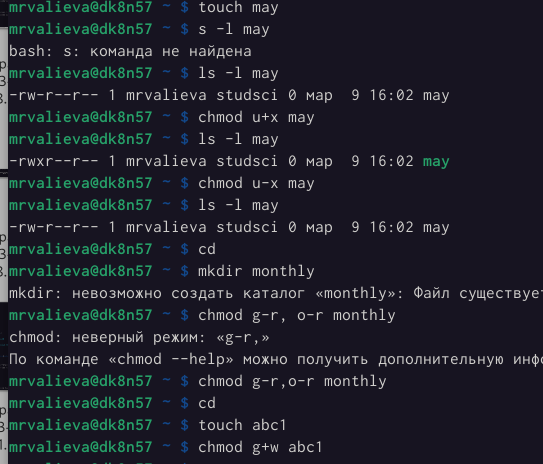 mrvalieva@dk8n57 ~ $ touch may
mrvalieva@dk8n57 ~ $ s -l may
bash: s: команда не найдена
mrvalieva@dk8n57 ~ $ ls -l may
-rw-r--r-- 1 mrvalieva studsci 0 мар  9 16:02 may
mrvalieva@dk8n57 ~ $ chmod u+x may
mrvalieva@dk8n57 ~ $ ls -l may
-rwxr--r-- 1 mrvalieva studsci 0 мар  9 16:02 may
mrvalieva@dk8n57 ~ $ chmod u-x may
mrvalieva@dk8n57 ~ $ ls -l may
-rw-r--r-- 1 mrvalieva studsci 0 мар  9 16:02 may
mrvalieva@dk8n57 ~ $ cd
mrvalieva@dk8n57 ~ $ mkdir monthly
mkdir: невозможно создать каталог «monthly»: Файл существует
mrvalieva@dk8n57 ~ $ chmod g-r, o-r monthly
chmod: неверный режим: «g-r,»
По команде «chmod --help» можно получить дополнительную инфо
mrvalieva@dk8n57 ~ $ chmod g-r,o-r monthly
mrvalieva@dk8n57 ~ $ cd
mrvalieva@dk8n57 ~ $ touch abc1
mrvalieva@dk8n57 ~ $ chmod g+w abc1